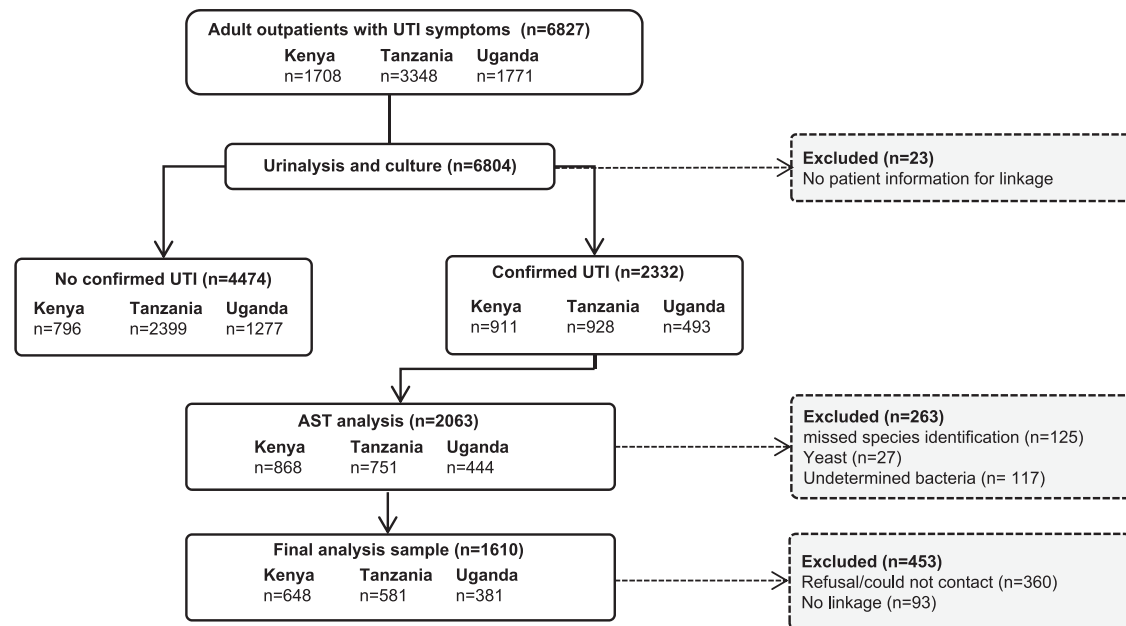 Adult outpatients with UTI symptoms (n=6827)
Kenya Tanzania Uganda
n=1708 n=3348 n=1771
Urinalysis and culture (n=6804)
Excluded (n=23)
No patient information for linkage
No confirmed UTI (n=4474)
Kenya Tanzania Uganda
n=796 n=2399 n=1277
Confirmed UTI (n=2332)
Kenya Tanzania Uganda
n=911 n=928 n=493
AST analysis (n=2063)
Kenya Tanzania Uganda
n=868 n=751 n=444
Excluded (n=263)
missed species identification (n=125)
Yeast (n=27)
Undetermined bacteria (n= 117)
Final analysis sample (n=1610)
Kenya Tanzania Uganda
n=648 n=581 n=381
Excluded (n=453)
Refusal/could not contact (n=360)
No linkage (n=93)